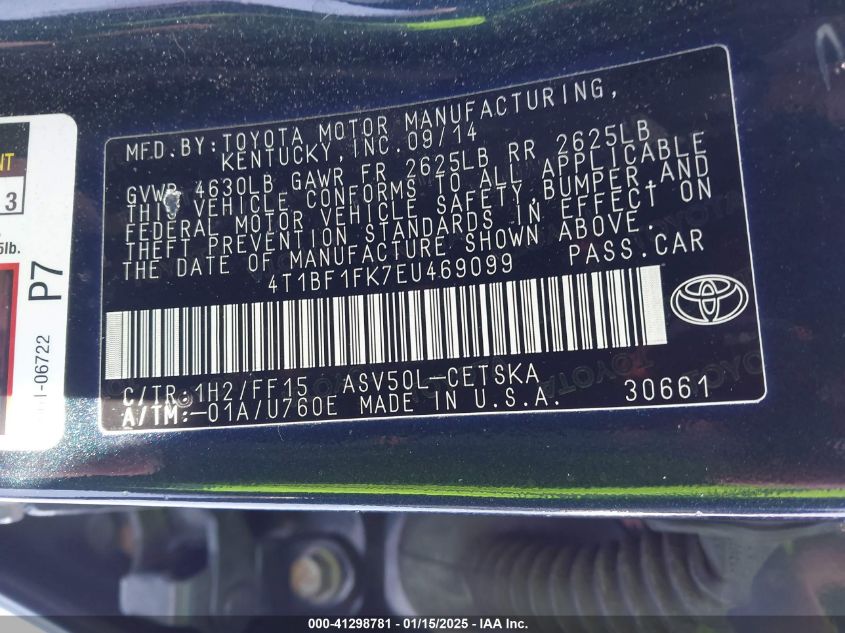 NT
3
5lb.
P7
-06722
MFD.BY:TOYOTA MOTOR MANUFACTURING,
KENTUCKY,INC.09/14
GVWR 4630LB GAWR FR 2625LB RR 2625LB
THIS VEHICLE CONFORMS TO ALL APPLICABLE
FEDERAL MOTOR VEHICLE SAFETY,BUMPER,AND
THEFT PREVENTION STANDARDS IN EFFECT ON
THE DATE OF MANUFACTURE SHOWN ABOVE.
4T1BF1FK7EU469099 PASS.CAR
C/TR:1H2/FF15 ASV50L-CETSKA
A/TM:-01A/U760E MADE IN U.S.A. 30661
000-41298781 - 01/15/2025 - IAA Inc.